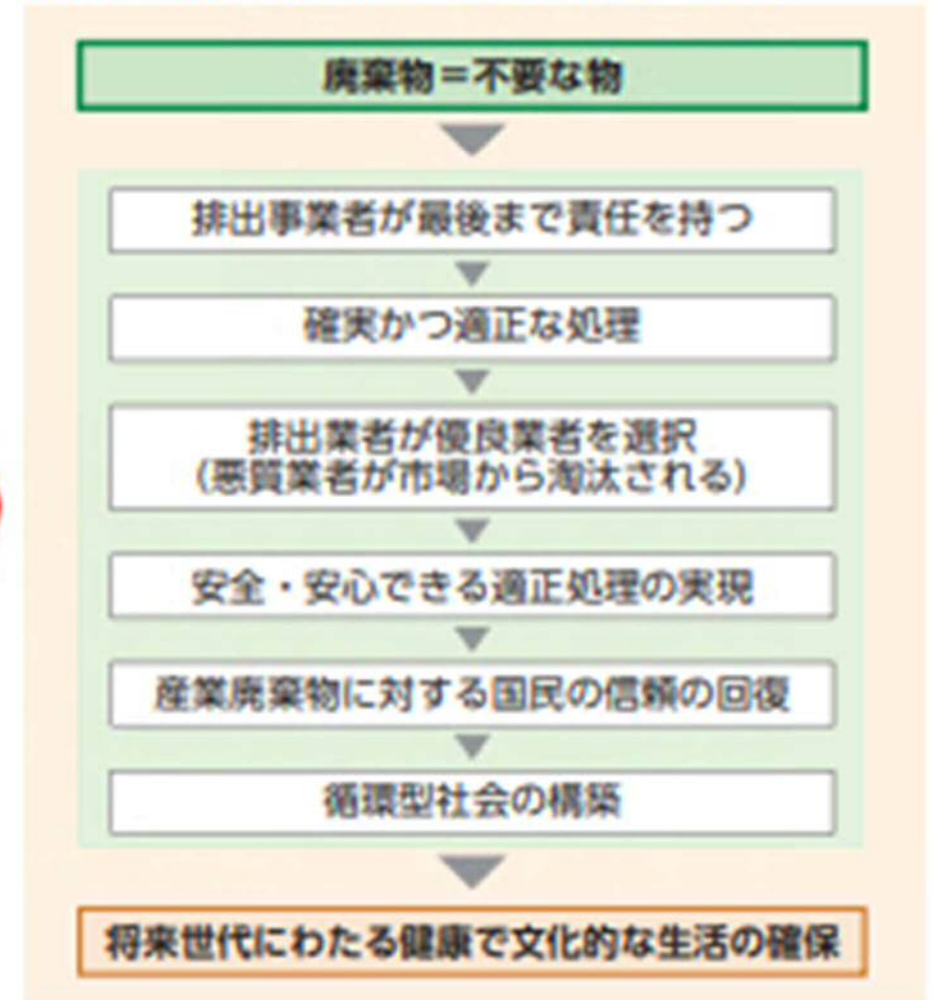 廃棄物＝不要な物
排出事業者が最後まで責任を持つ
確実かつ適正な処理
排出業者が優良業者を選択
（悪質業者が市場から淘汰される）
安全・安心できる適正処理の実現
産業廃棄物に対する国民の信頼の回復
循環型社会の構築
将来世代にわたる健康で文化的な生活の確保